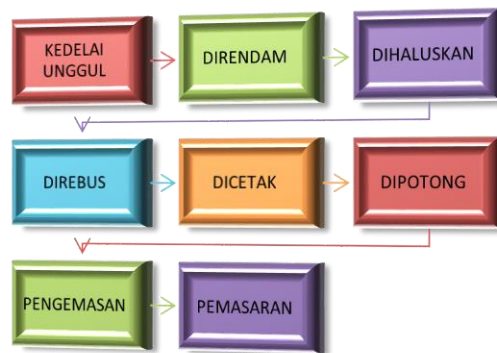 KEDELAI
UNGGUL
DIRENDAM
DIHALUSKAN
DIREBUS
DICETAK
DIPOTONG
PENGEMASAN
PEMASARAN